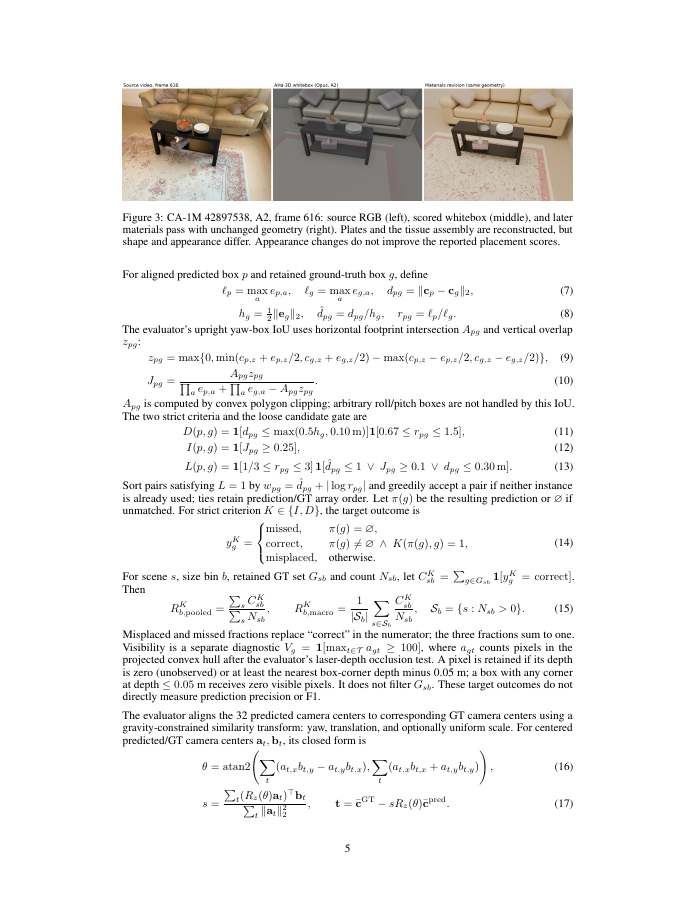 Source video, frame 616
AHa-3D whitebox (Opus, A2)
Materials revision (same geometry)
Figure 3: CA-1M 42897538, A2, frame 616: source RGB (left), scored whitebox (middle), and later
materials pass with unchanged geometry (right). Plates and the tissue assembly are reconstructed, but
shape and appearance differ. Appearance changes do not improve the reported placement scores.
For aligned predicted box p and retained ground-truth box g, define
ℓ_p = max_a e_{p,a}, ℓ_g = max_a e_{g,a}, d_{pg} = ‖c_p − c_g‖_2, (7)
h_g = ½‖e_g‖_2, d̂_{pg} = d_{pg}/h_g, r_{pg} = ℓ_p/ℓ_g. (8)
The evaluator's upright yaw-box IoU uses horizontal footprint intersection A_{pg} and vertical overlap
z_{pg}:
z_{pg} = max{0, min(c_{p,z} + e_{p,z}/2, c_{g,z} + e_{g,z}/2) − max(c_{p,z} − e_{p,z}/2, c_{g,z} − e_{g,z}/2)}, (9)
J_{pg} = A_{pg}z_{pg} / (∏_a e_{p,a} + ∏_a e_{g,a} − A_{pg}z_{pg}). (10)
A_{pg} is computed by convex polygon clipping; arbitrary roll/pitch boxes are not handled by this IoU.
The two strict criteria and the loose candidate gate are
D(p, g) = 1[d_{pg} ≤ max(0.5h_g, 0.10 m)]1[0.67 ≤ r_{pg} ≤ 1.5], (11)
I(p, g) = 1[J_{pg} ≥ 0.25], (12)
L(p, g) = 1[1/3 ≤ r_{pg} ≤ 3] 1[d̂_{pg} ≤ 1 ∨ J_{pg} ≥ 0.1 ∨ d_{pg} ≤ 0.30 m]. (13)
Sort pairs satisfying L = 1 by w_{pg} = d̂_{pg} + |log r_{pg}| and greedily accept a pair if neither instance
is already used; ties retain prediction/GT array order. Let π(g) be the resulting prediction or ∅ if
unmatched. For strict criterion K ∈ {I, D}, the target outcome is
y_g^K = { missed, π(g) = ∅,
correct, π(g) ≠ ∅ ∧ K(π(g), g) = 1, (14)
misplaced, otherwise.
For scene s, size bin b, retained GT set G_{sb} and count N_{sb}, let C_{sb}^K = ∑_{g∈G_{sb}} 1[y_g^K = correct].
Then
R_{b,pooled}^K = ∑_s C_{sb}^K / ∑_s N_{sb}, R_{b,macro}^K = 1/|S_b| ∑_{s∈S_b} C_{sb}^K / N_{sb}, S_b = {s : N_{sb} > 0}. (15)
Misplaced and missed fractions replace “correct” in the numerator; the three fractions sum to one.
Visibility is a separate diagnostic V_g = 1[max_{t∈T} a_{gt} ≥ 100], where a_{gt} counts pixels in the
projected convex hull after the evaluator's laser-depth occlusion test. A pixel is retained if its depth
is zero (unobserved) or at least the nearest box-corner depth minus 0.05 m; a box with any corner
at depth ≤ 0.05 m receives zero visible pixels. It does not filter G_{sb}. These target outcomes do not
directly measure prediction precision or F1.
The evaluator aligns the 32 predicted camera centers to corresponding GT camera centers using a
gravity-constrained similarity transform: yaw, translation, and optionally uniform scale. For centered
predicted/GT camera centers a_t, b_t, its closed form is
θ = atan2(∑_t (a_{t,x}b_{t,y} − a_{t,y}b_{t,x}), ∑_t (a_{t,x}b_{t,x} + a_{t,y}b_{t,y})), (16)
s = ∑_t (R_z(θ)a_t)^⊤ b_t / ∑_t ‖a_t‖_2^2, t = c̄^{GT} − sR_z(θ)c̄^{pred}. (17)
5